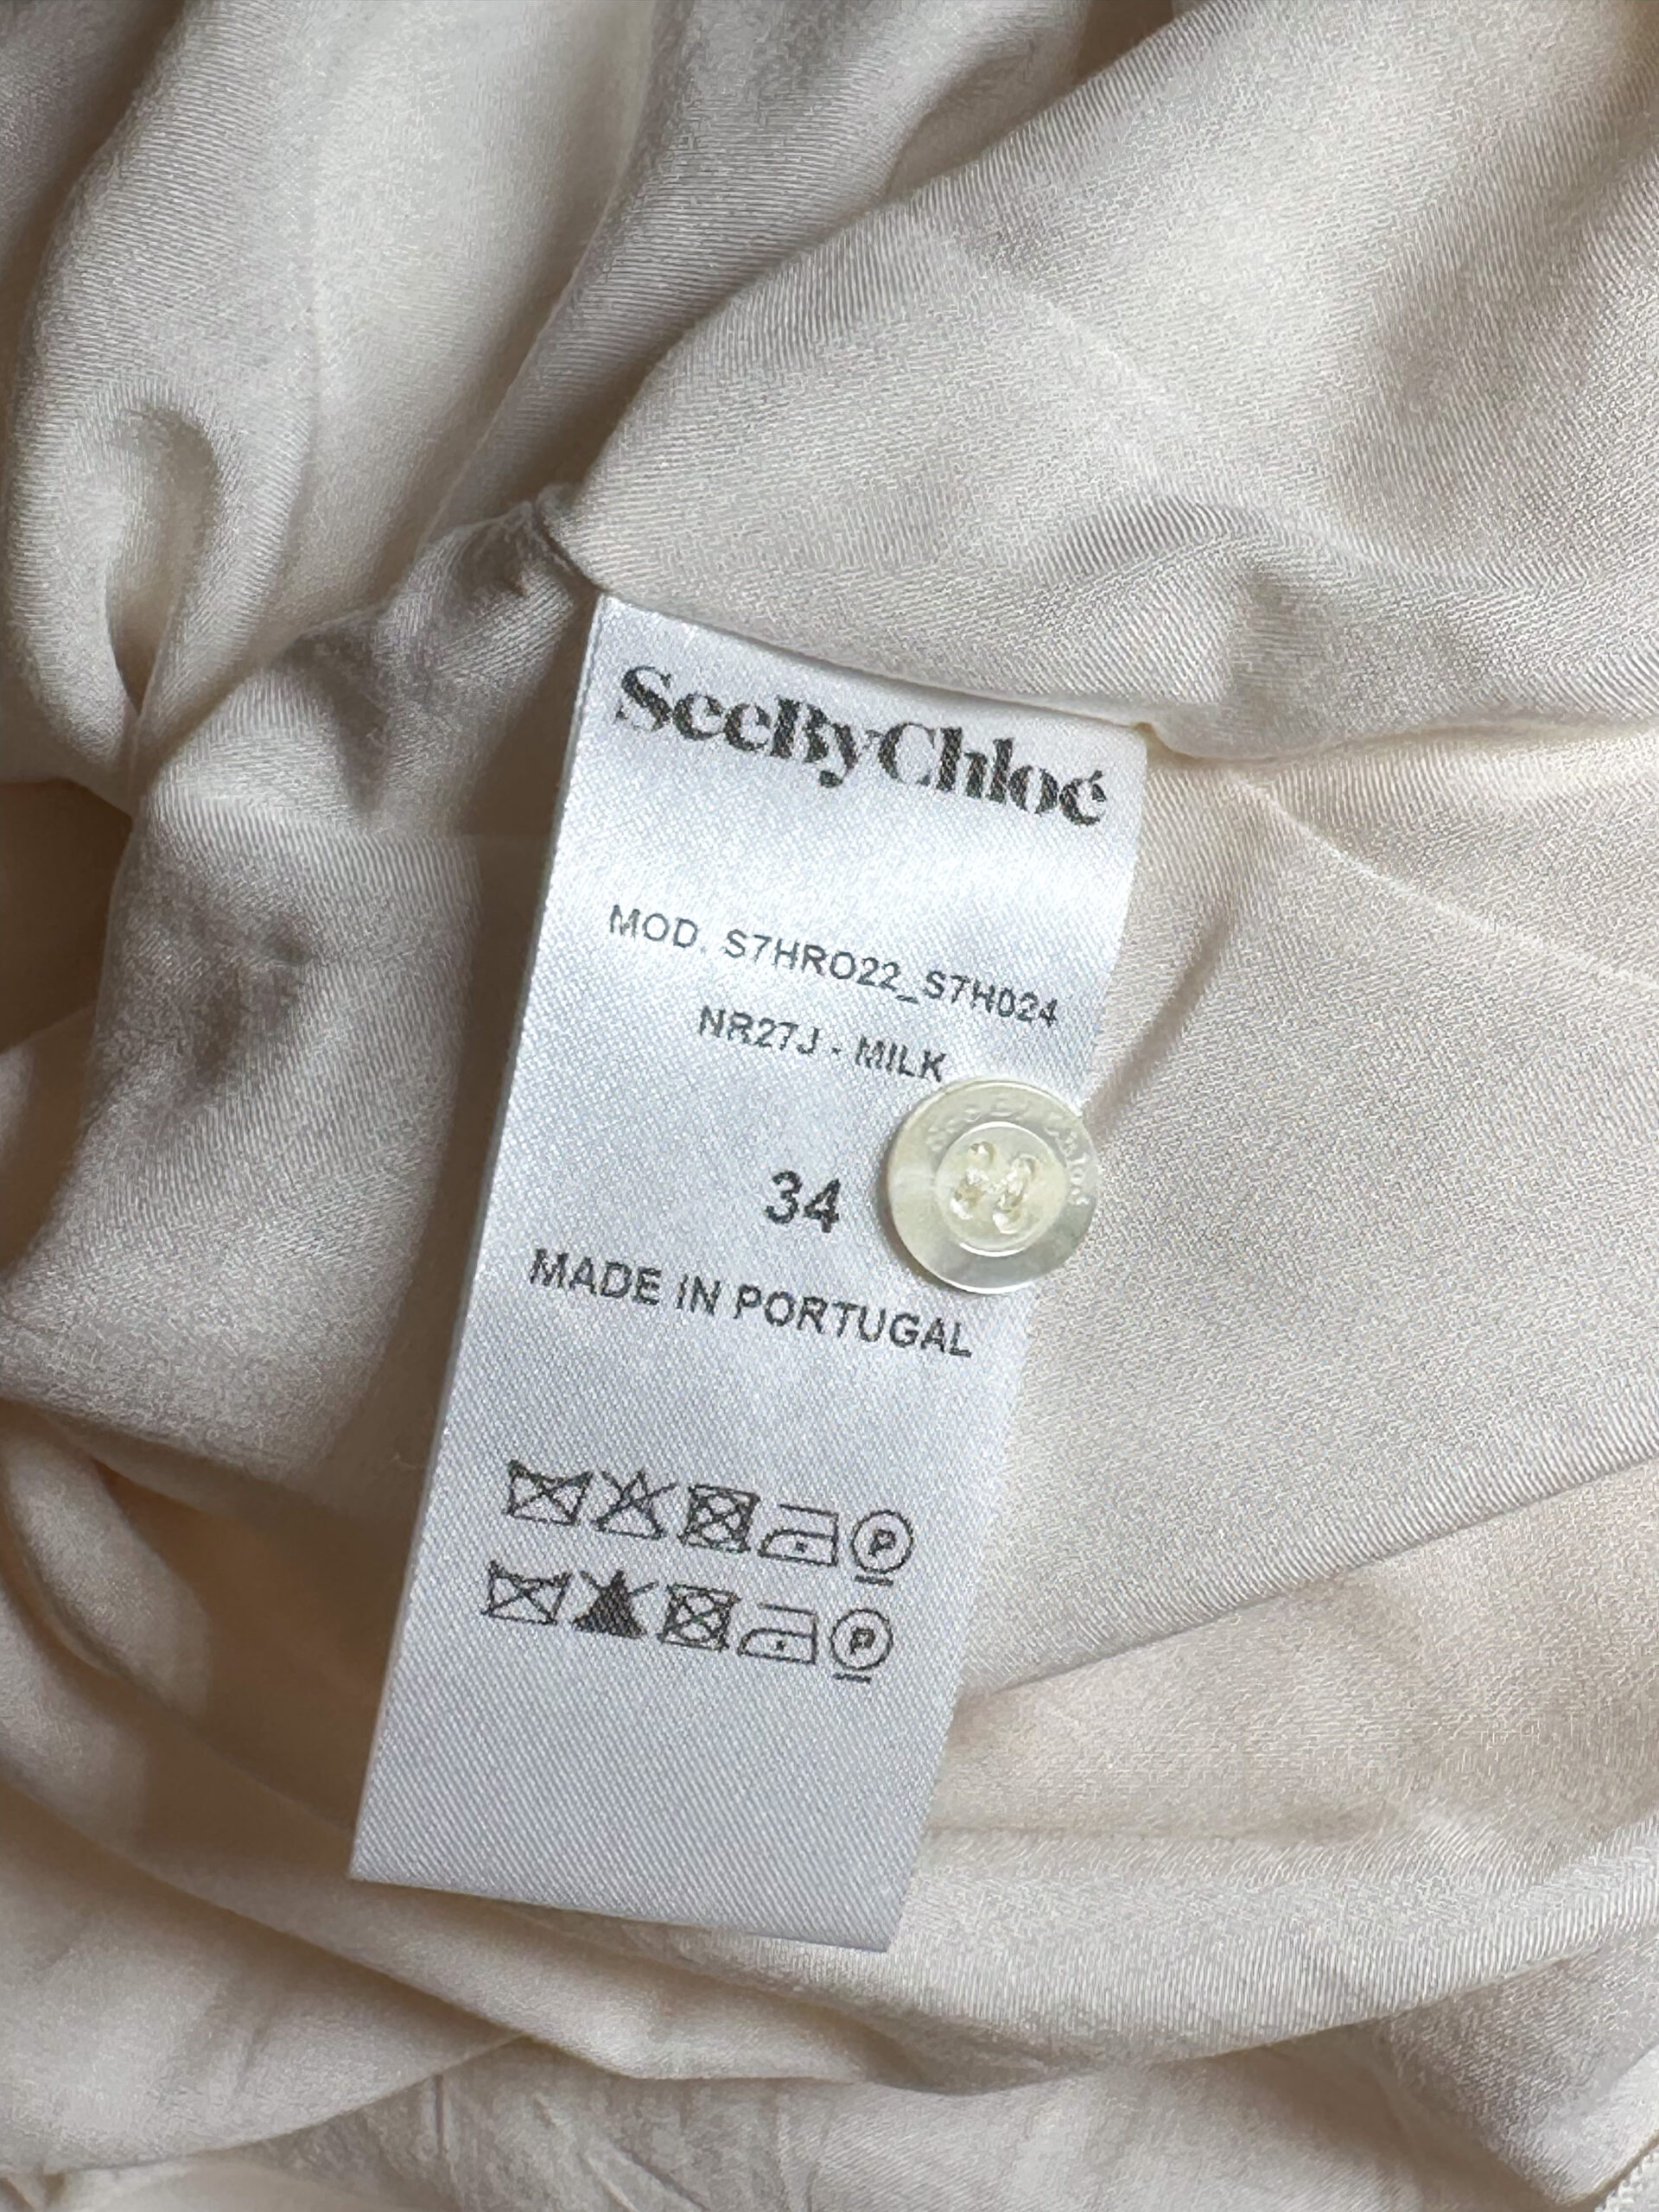 SeeByChloé
MOD. S7HRO22_S7H024
NR27J - MILK
34
MADE IN PORTUGAL
P
P